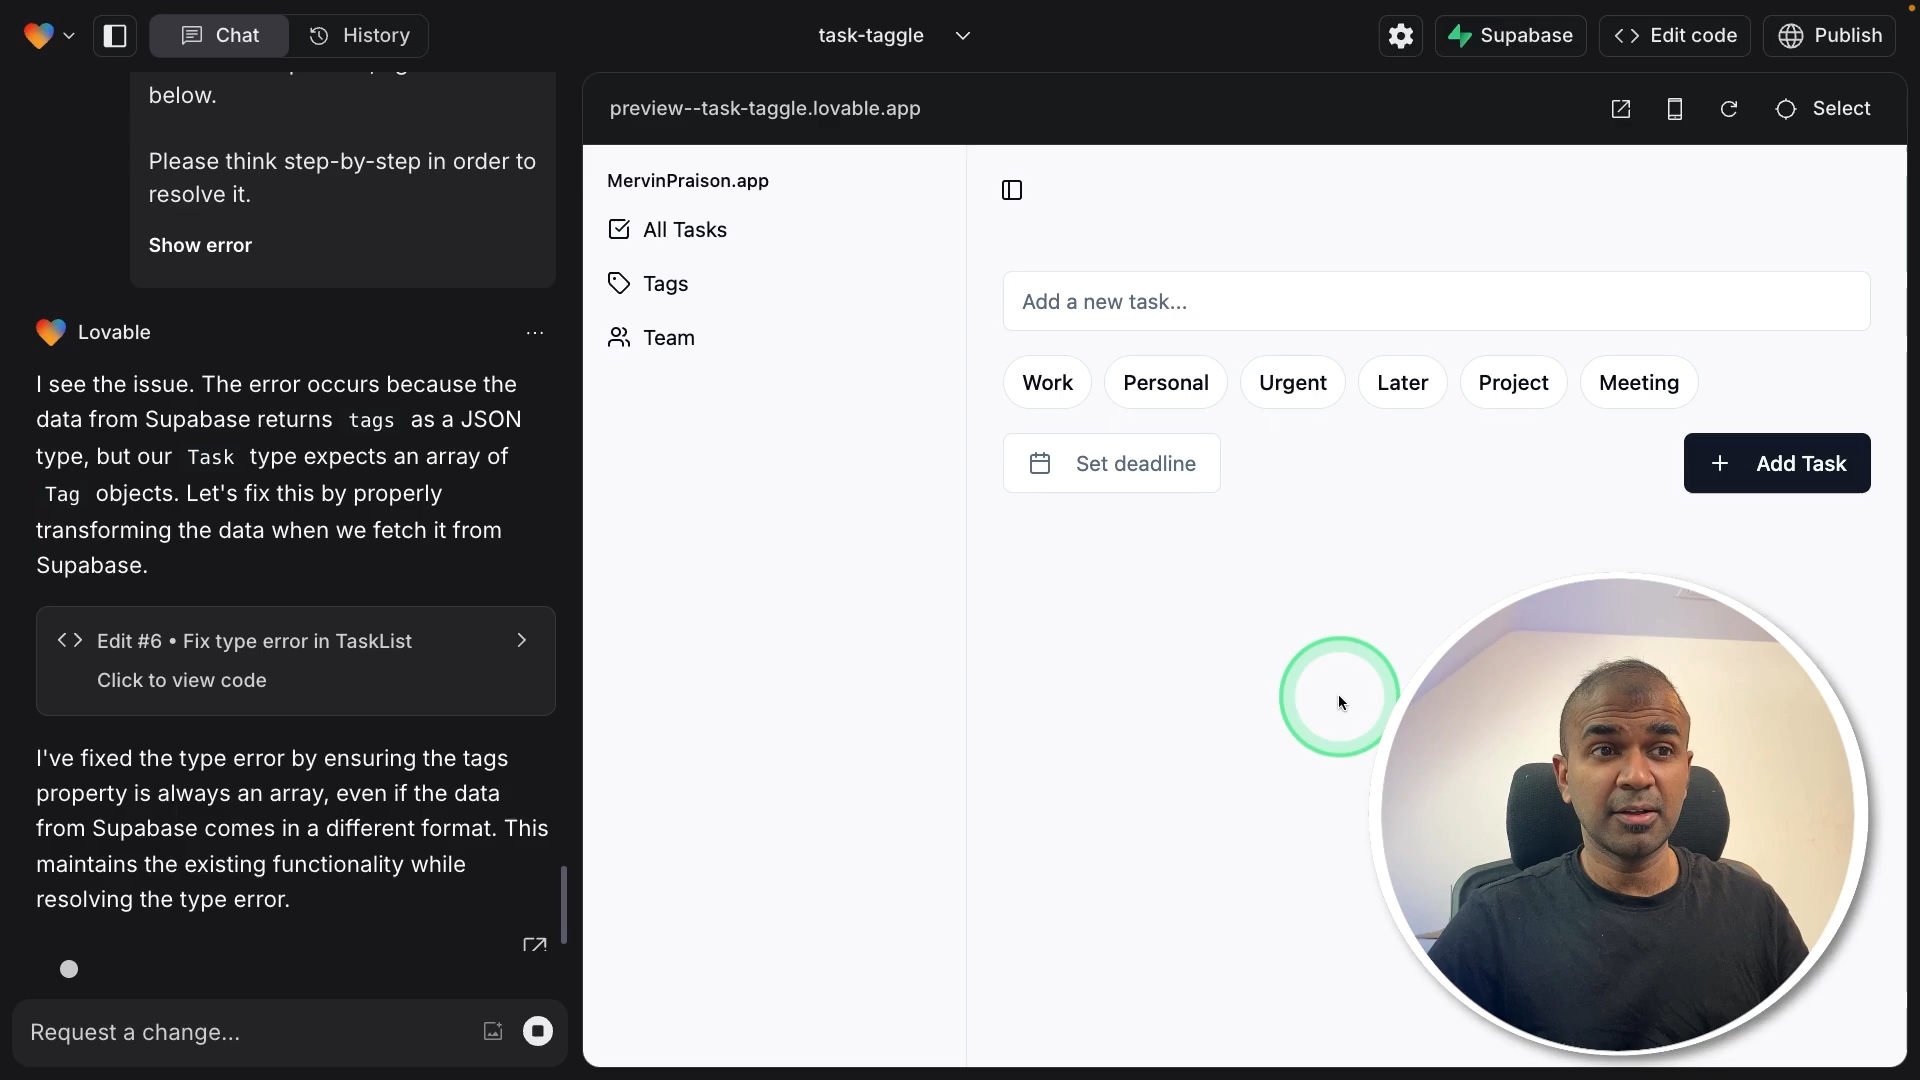 Chat
History
task-taggle
Supabase
Edit code
Publish
below.
Please think step-by-step in order to
resolve it.
Show error
Lovable
I see the issue. The error occurs because the
data from Supabase returns tags as a JSON
type, but our Task type expects an array of
Tag objects. Let's fix this by properly
transforming the data when we fetch it from
Supabase.
Edit #6 • Fix type error in TaskList
Click to view code
I've fixed the type error by ensuring the tags
property is always an array, even if the data
from Supabase comes in a different format. This
maintains the existing functionality while
resolving the type error.
Request a change...
preview--task-taggle.lovable.app
Select
MervinPraison.app
All Tasks
Tags
Team
Add a new task...
Work
Personal
Urgent
Later
Project
Meeting
Set deadline
Add Task